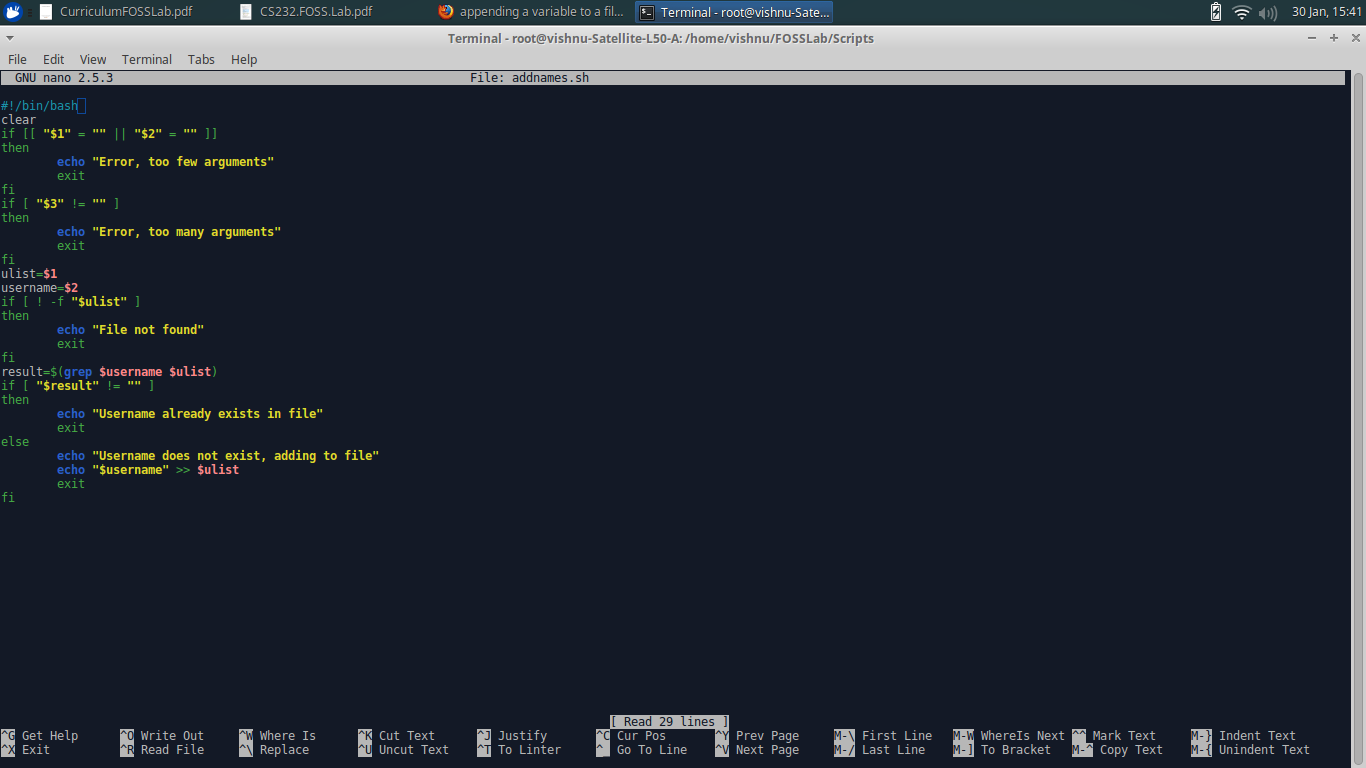 CurriculumFOSSLab.pdf CS232.FOSS.Lab.pdf appending a variable to a fil... Terminal - root@vishnu-Sate... 30 Jan, 15:41
Terminal - root@vishnu-Satellite-L50-A: /home/vishnu/FOSSLab/Scripts
File Edit View Terminal Tabs Help
GNU nano 2.5.3 File: addnames.sh
#!/bin/bash
clear
if [[ "$1" = "" || "$2" = "" ]]
then
echo "Error, too few arguments"
exit
fi
if [ "$3" != "" ]
then
echo "Error, too many arguments"
exit
fi
ulist=$1
username=$2
if [ ! -f "$ulist" ]
then
echo "File not found"
exit
fi
result=$(grep $username $ulist)
if [ "$result" != "" ]
then
echo "Username already exists in file"
exit
else
echo "Username does not exist, adding to file"
echo "$username" >> $ulist
exit
fi
[ Read 29 lines ]
^G Get Help ^O Write Out ^W Where Is ^K Cut Text ^J Justify ^C Cur Pos ^Y Prev Page M-\ First Line M-W WhereIs Next ^^ Mark Text M-} Indent Text
^X Exit ^R Read File ^\ Replace ^U Uncut Text ^T To Linter ^_ Go To Line ^V Next Page M-/ Last Line M-] To Bracket M-^ Copy Text M-{ Unindent Text